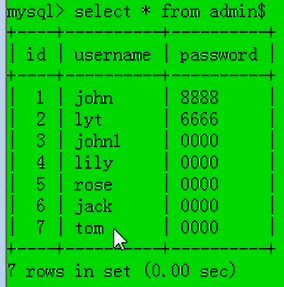 mysql> select * from admin$
+----+----------+----------+
| id | username | password |
+----+----------+----------+
| 1 | john | 8888 |
| 2 | lyt | 6666 |
| 3 | john1 | 0000 |
| 4 | lily | 0000 |
| 5 | rose | 0000 |
| 6 | jack | 0000 |
| 7 | tom | 0000 |
+----+----------+----------+
7 rows in set (0.00 sec)